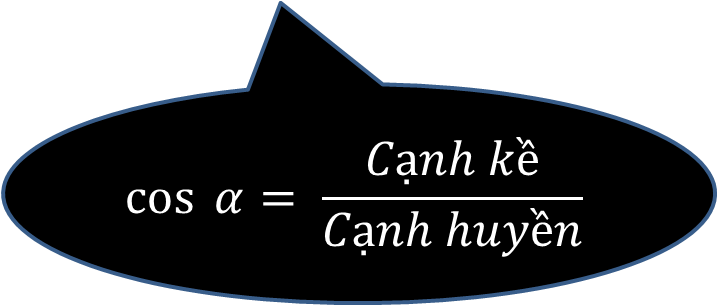 cos α = Cạnh kề / Cạnh huyền